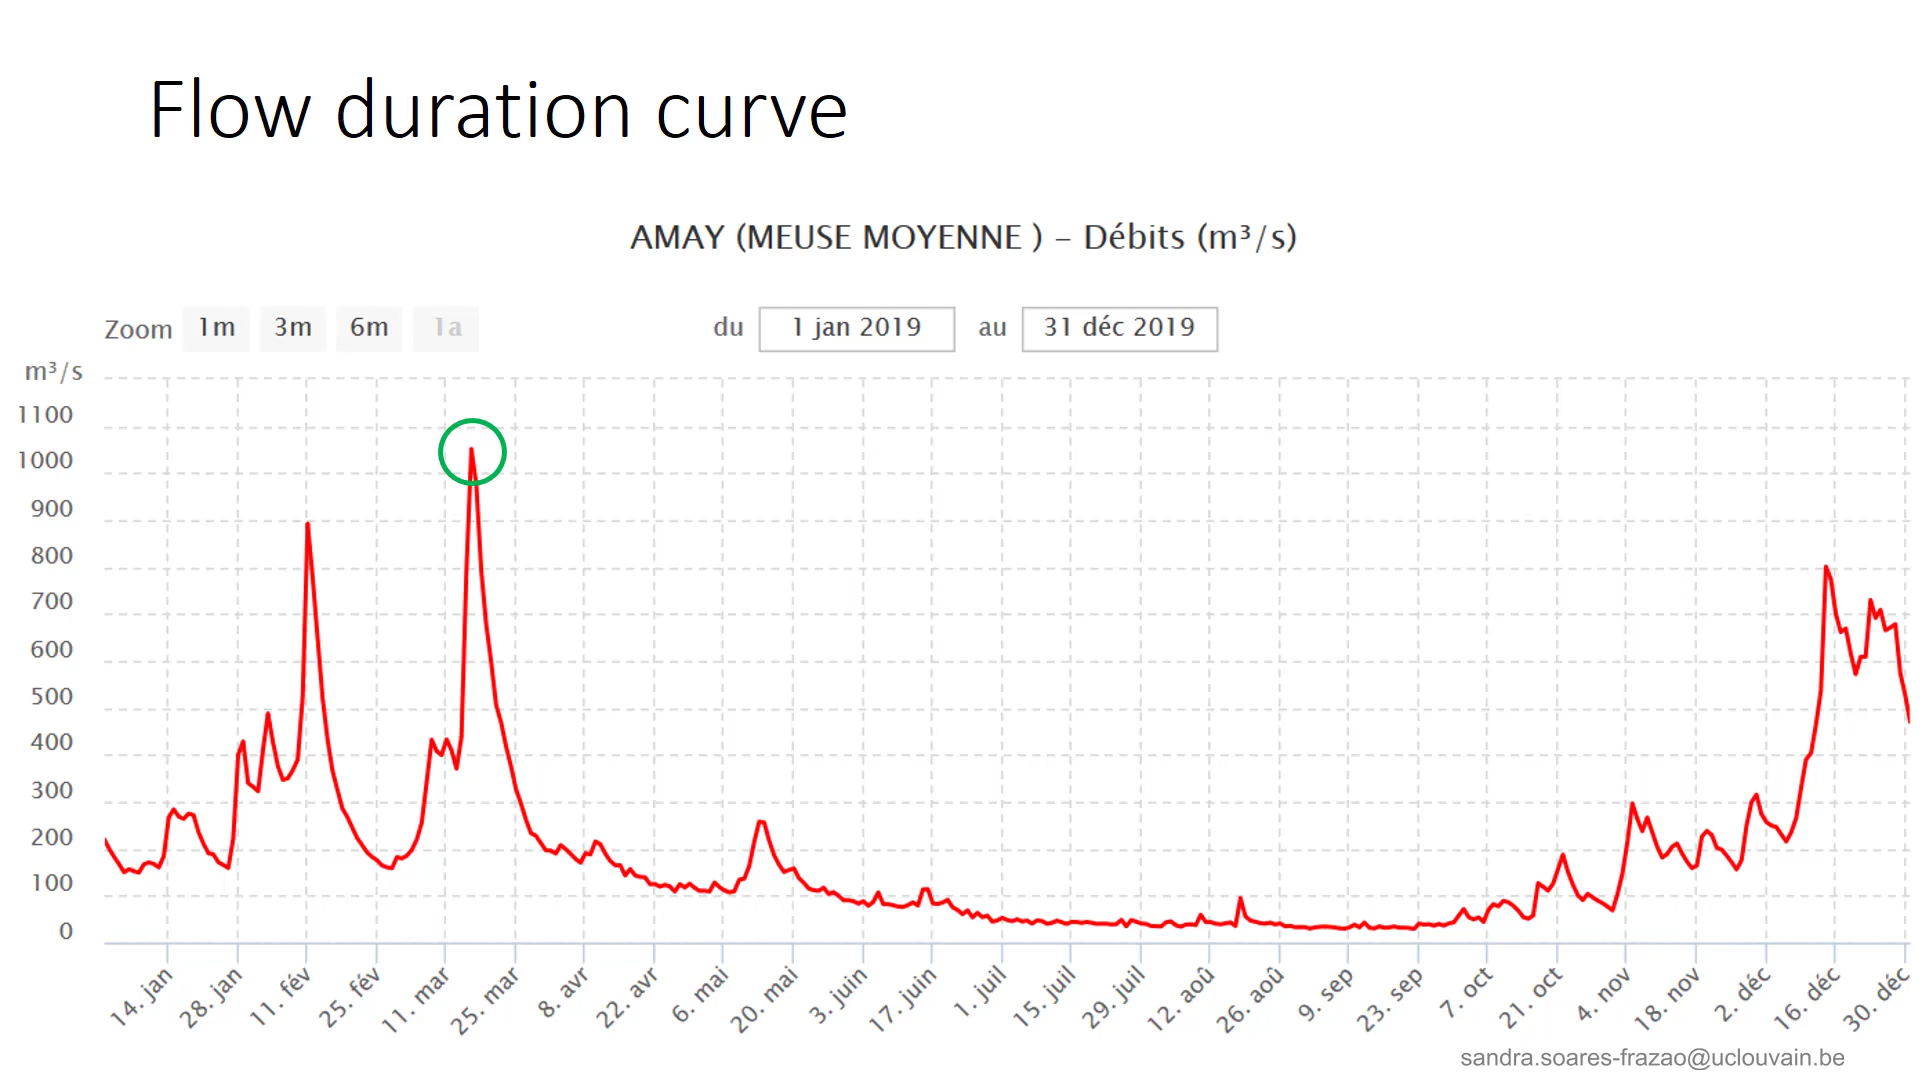 Flow duration curve
AMAY (MEUSE MOYENNE ) – Débits (m³/s)
Zoom 1m 3m 6m 1a du 1 jan 2019 au 31 déc 2019
m³/s
1100
1000
900
800
700
600
500
400
300
200
100
0
14. jan 28. jan 11. fév 25. fév 11. mar 25. mar 8. avr 22. avr 6. mai 20. mai 3. juin 17. juin 1. juil 15. juil 29. juil 12. aoû 26. aoû 9. sep 23. sep 7. oct 21. oct 4. nov 18. nov 2. déc 16. déc 30. déc
sandra.soares-frazao@uclouvain.be